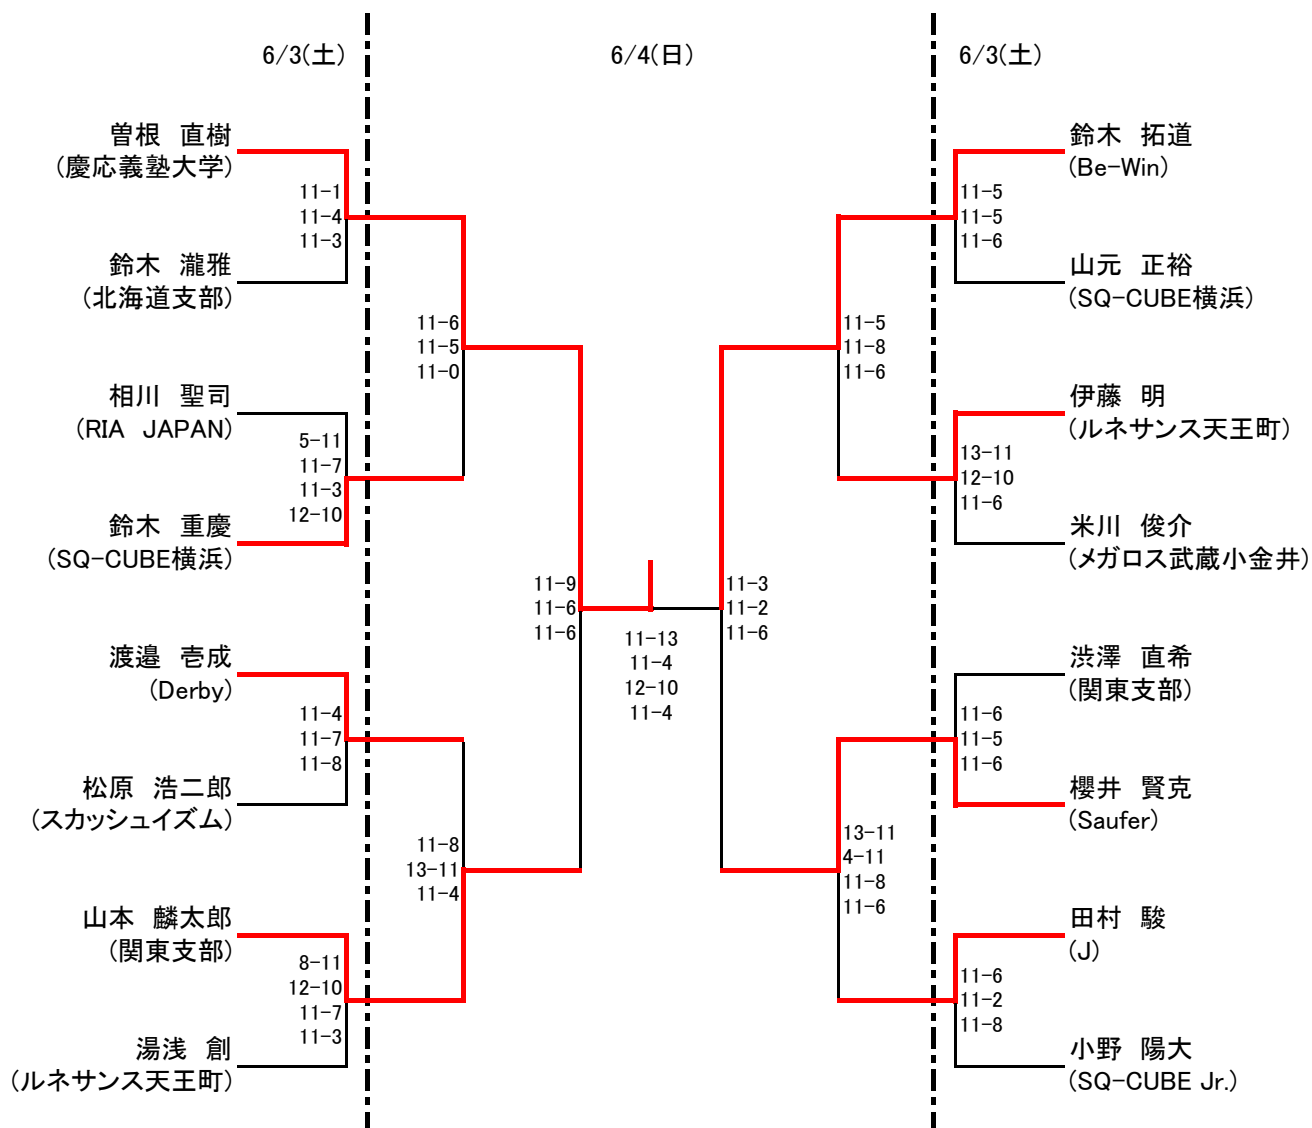 6/3(土)
6/4(日)
6/3(土)
曽根　直樹
(慶応義塾大学)
11-1
11-4
11-3
鈴木　瀧雅
(北海道支部)
11-6
11-5
11-0
相川　聖司
(RIA　JAPAN)
5-11
11-7
11-3
12-10
鈴木　重慶
(SQ-CUBE横浜)
11-9
11-6
11-6
渡邉　壱成
(Derby)
11-4
11-7
11-8
松原　浩二郎
(スカッシュイズム)
11-8
13-11
11-4
山本　麟太郎
(関東支部)
8-11
12-10
11-7
11-3
湯浅　創
(ルネサンス天王町)
11-13
11-4
12-10
11-4
鈴木　拓道
(Be-Win)
11-5
11-5
11-6
山元　正裕
(SQ-CUBE横浜)
11-5
11-8
11-6
伊藤　明
(ルネサンス天王町)
13-11
12-10
11-6
米川　俊介
(メガロス武蔵小金井)
11-3
11-2
11-6
渋澤　直希
(関東支部)
11-6
11-5
11-6
櫻井　賢克
(Saufer)
13-11
4-11
11-8
11-6
田村　駿
(J)
11-6
11-2
11-8
小野　陽大
(SQ-CUBE Jr.)